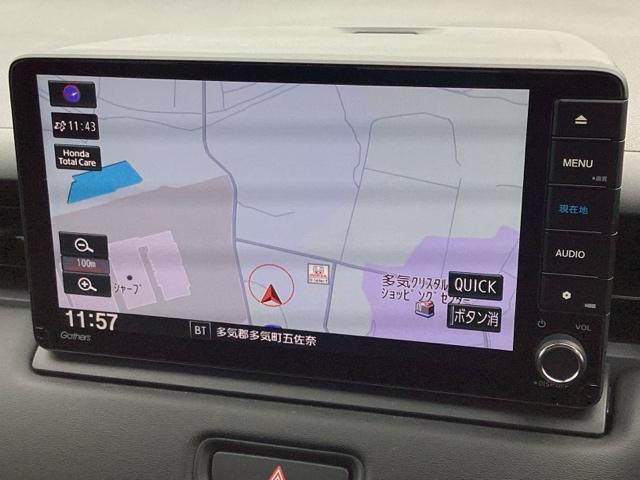 11:43
Honda
Total Care
100m
シャープ
11:57
Gathers
BT
多気郡多気町五佐奈
多気クリスタル
ショッピングセンター
QUICK
ボタン消
MENU
現在地
AUDIO
VOL